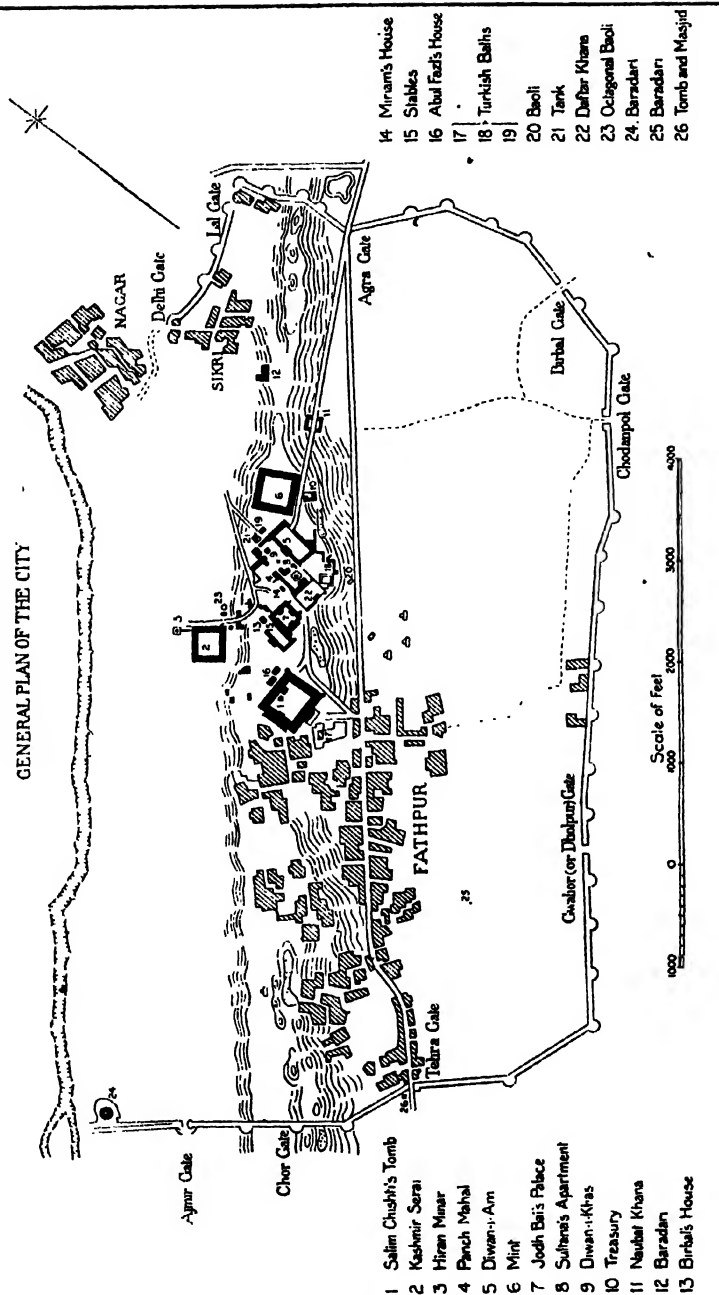 GENERAL PLAN OF THE CITY
NAGAR
Delhi Gate
Lal Gate
SIKRI
Agra Gate
Birbal Gate
Chodanpol Gate
FATHPUR
Gwalior (or Dholpur) Gate
Tehra Gate
Chor Gate
Ajmir Gate
Scale of Feet
1000 0 1000 2000 3000 4000
1 Salim Chishti's Tomb
2 Kashmir Serai
3 Hiran Minar
4 Panch Mahal
5 Diwan-i-Am
6 Mint
7 Jodh Bai's Palace
8 Sultana's Apartment
9 Diwan-i-Khas
10 Treasury
11 Naubat Khana
12 Baradari
13 Birbal's House
14 Miriam's House
15 Stables
16 Abul Fazl's House
17
18 Turkish Baths
19
20 Baoli
21 Tank
22 Daftar Khana
23 Octagonal Baoli
24. Baradari
25 Baradari
26 Tomb and Masjid